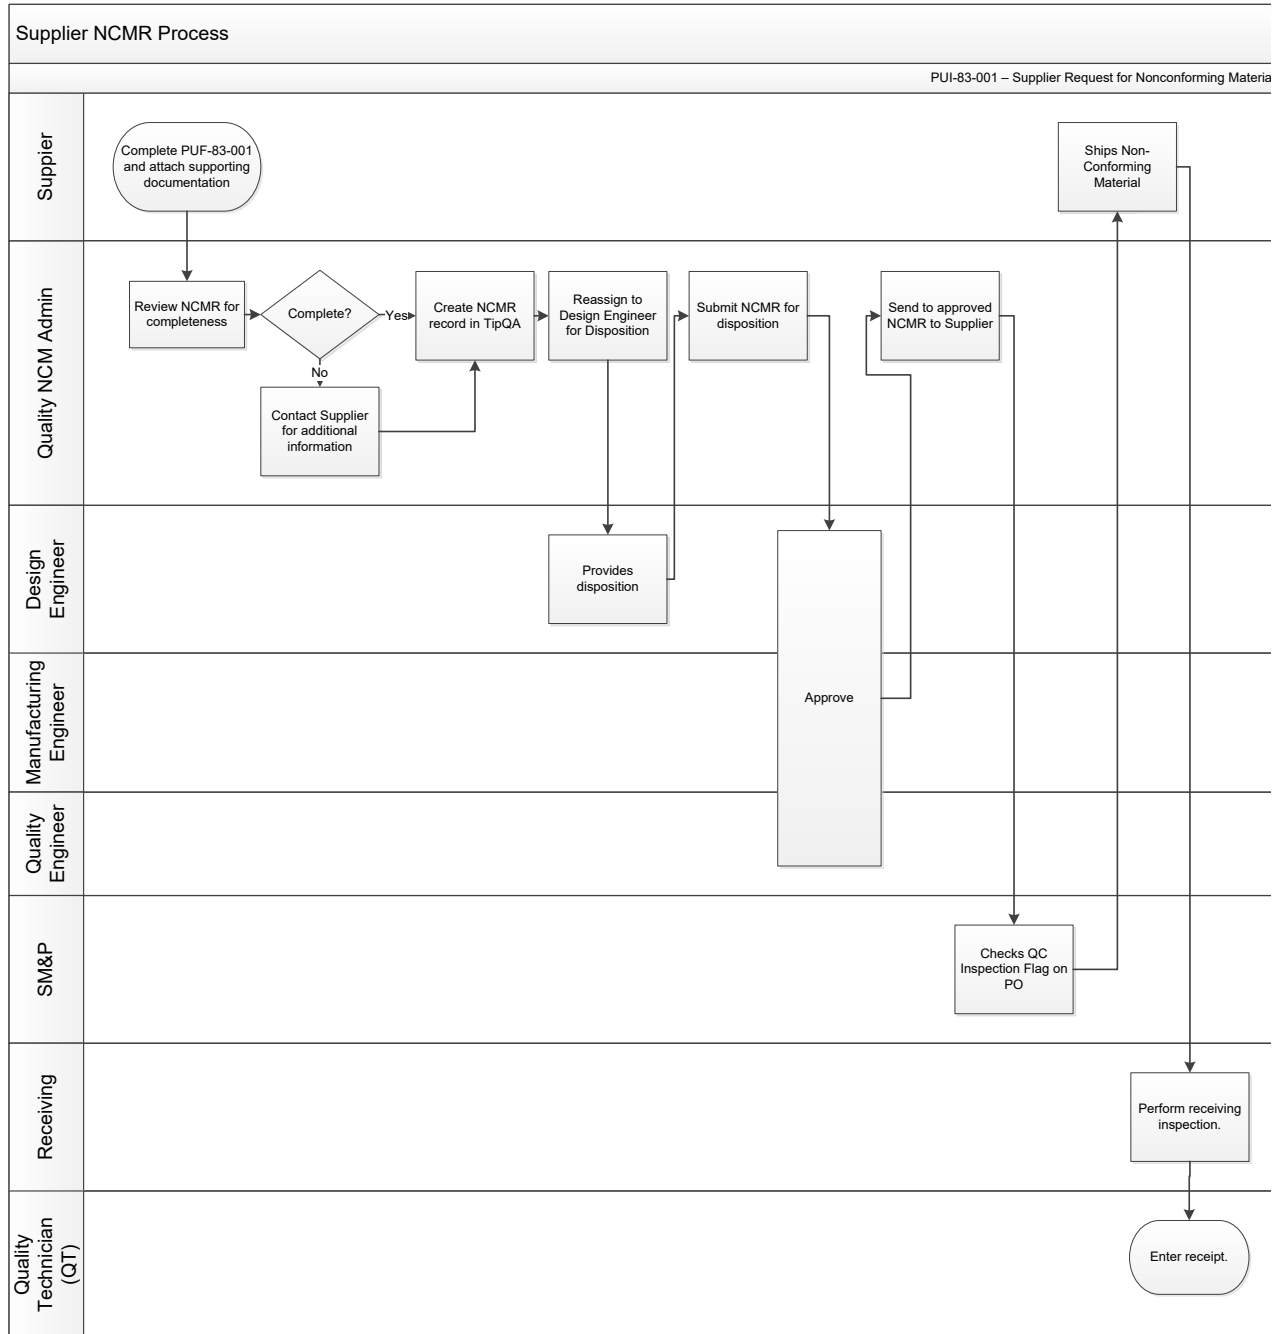 Supplier NCMR Process
PUI-83-001 – Supplier Request for Nonconforming Materia
Suppier
Complete PUF-83-001
and attach supporting
documentation
Ships Non-
Conforming
Material
Quality NCM Admin
Review NCMR for
completeness
Complete?
Yes
No
Contact Supplier
for additional
information
Create NCMR
record in TipQA
Reassign to
Design Engineer
for Disposition
Submit NCMR for
disposition
Send to approved
NCMR to Supplier
Design
Engineer
Provides
disposition
Manufacturing
Engineer
Approve
Quality
Engineer
SM&P
Checks QC
Inspection Flag on
PO
Receiving
Perform receiving
inspection.
Quality
Technician
(QT)
Enter receipt.